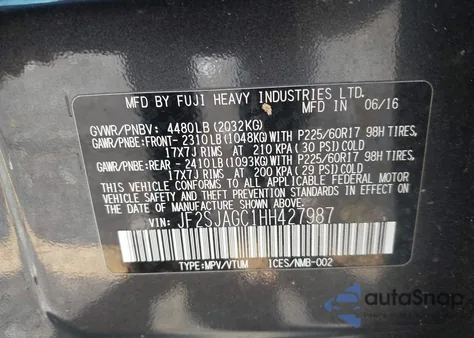 MFD. BY FUJI HEAVY INDUSTRIES LTD. 06/16
GVWR/PNBV: 4480LB (2032KG)
GAWR/PNBE:FRONT- 2310LB(1048KG)WITH P225/60R17 98H TIRES,
17X7J RIMS AT 210 KPA (30 PSI) COLD
GAWR/PNBE:REAR - 2410LB(1093KG)WITH P225/60R17 98H TIRES,
17X7J RIMS AT 200 KPA (29 PSI) COLD
THIS VEHICLE CONFORMS TO ALL APPLICABLE FEDERAL MOTOR
VEHICLE SAFETY, BUMPER, AND THEFT PREVENTION STANDARDS
IN EFFECT ON THE DATE OF MANUFACTURE SHOWN ABOVE.
VIN: JF2SJAGC1HH427987
TYPE:MPV/VTUM ICES/NMB-002
autoSnap